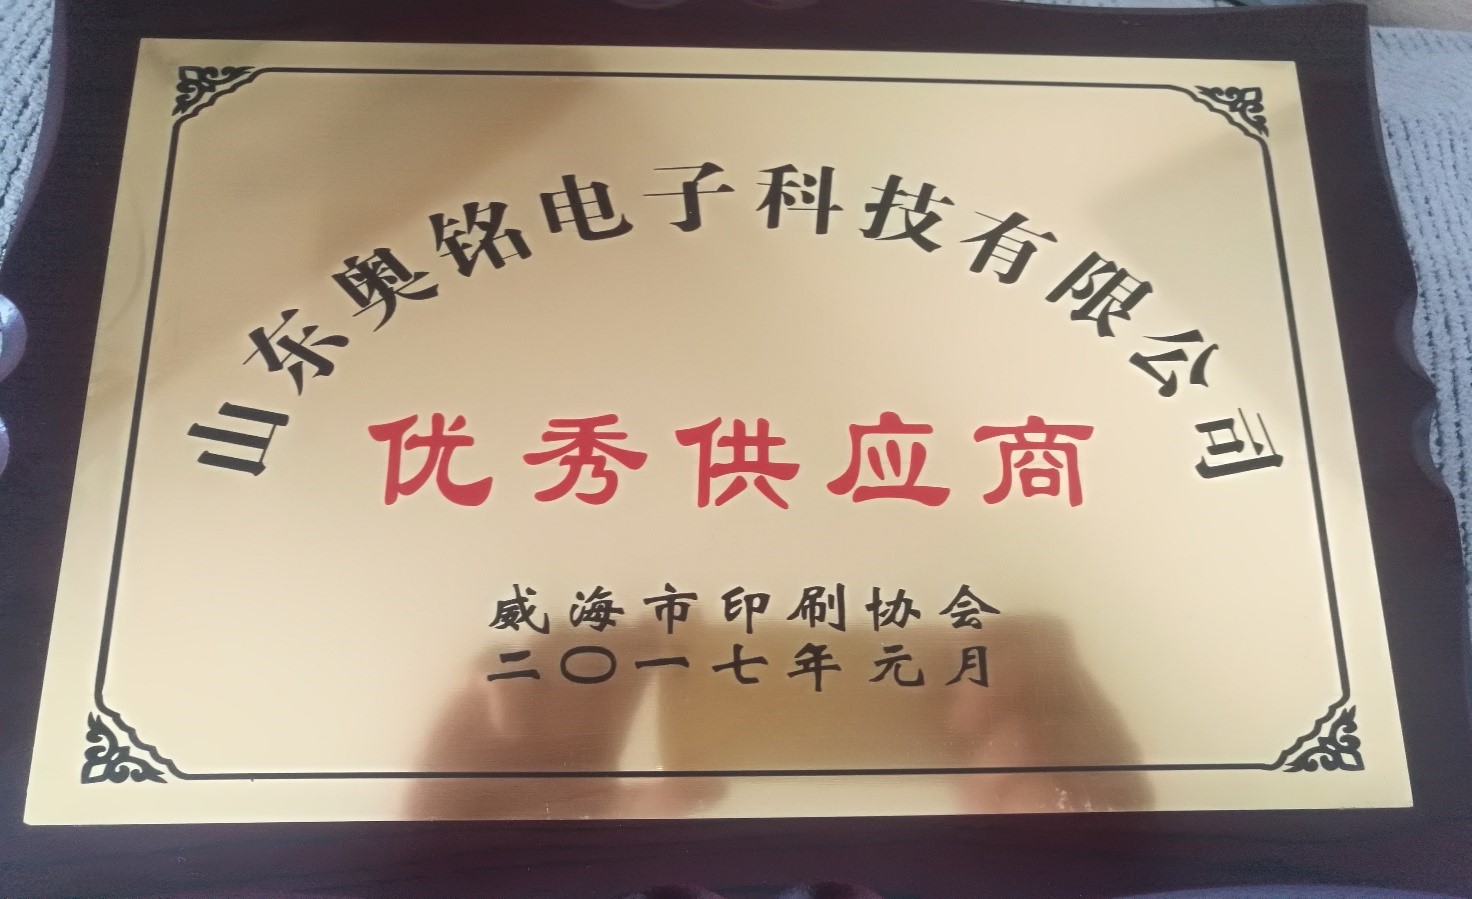 山东奥铭电子科技有限公司
优秀供应商
威海市印刷协会
二〇一七年元月